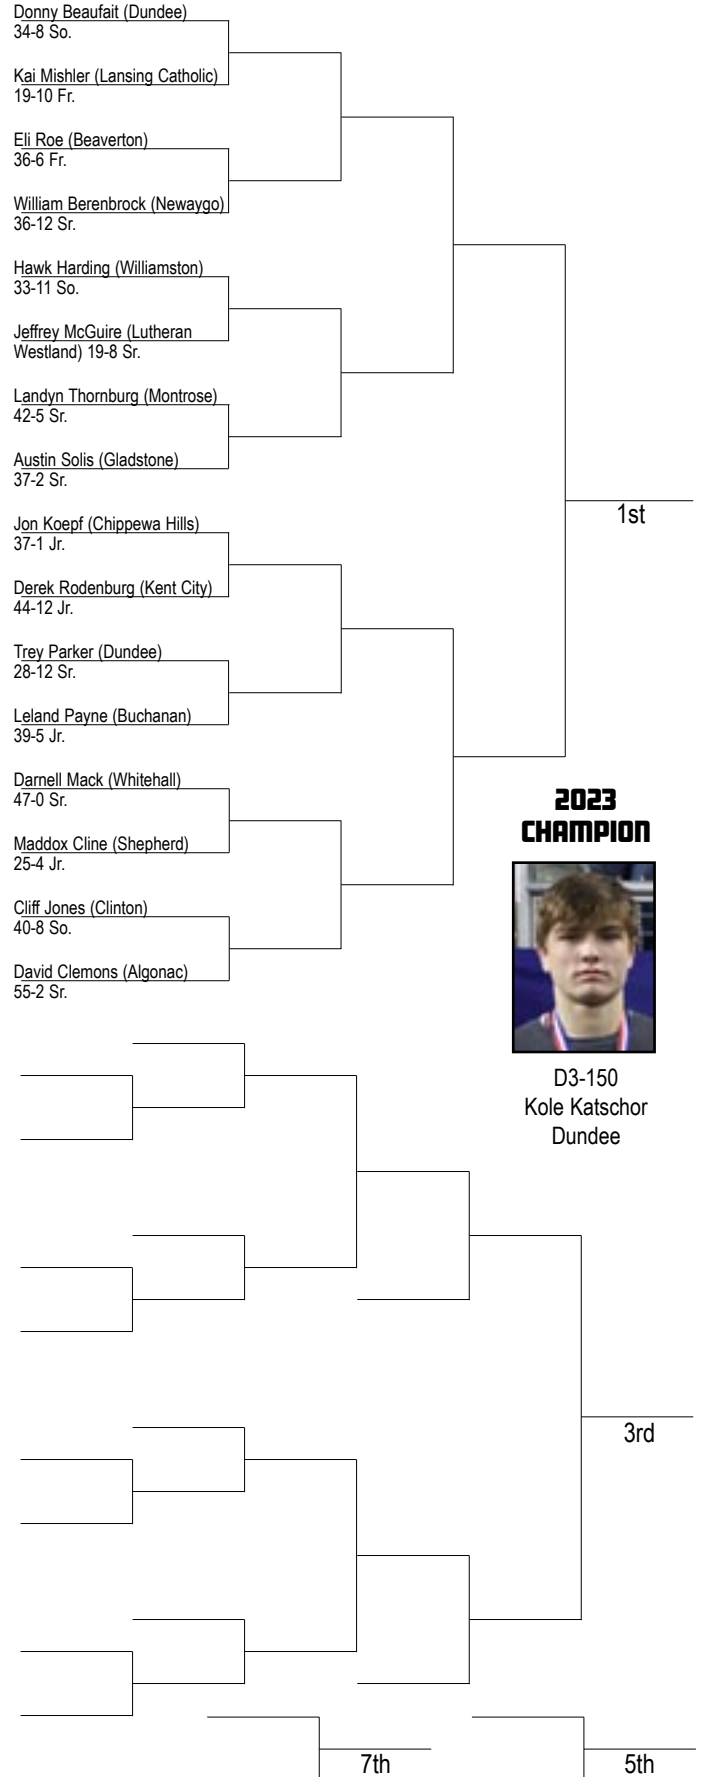 Donny Beaufait (Dundee)
34-8 So.
Kai Mishler (Lansing Catholic)
19-10 Fr.
Eli Roe (Beaverton)
36-6 Fr.
William Berenbrock (Newaygo)
36-12 Sr.
Hawk Harding (Williamston)
33-11 So.
Jeffrey McGuire (Lutheran
Westland) 19-8 Sr.
Landyn Thornburg (Montrose)
42-5 Sr.
Austin Solis (Gladstone)
37-2 Sr.
1st
Jon Koepf (Chippewa Hills)
37-1 Jr.
Derek Rodenburg (Kent City)
44-12 Jr.
Trey Parker (Dundee)
28-12 Sr.
Leland Payne (Buchanan)
39-5 Jr.
Darnell Mack (Whitehall)
47-0 Sr.
Maddox Cline (Shepherd)
25-4 Jr.
Cliff Jones (Clinton)
40-8 So.
David Clemons (Algonac)
55-2 Sr.
2023
CHAMPION
D3-150
Kole Katschor
Dundee
3rd
7th
5th